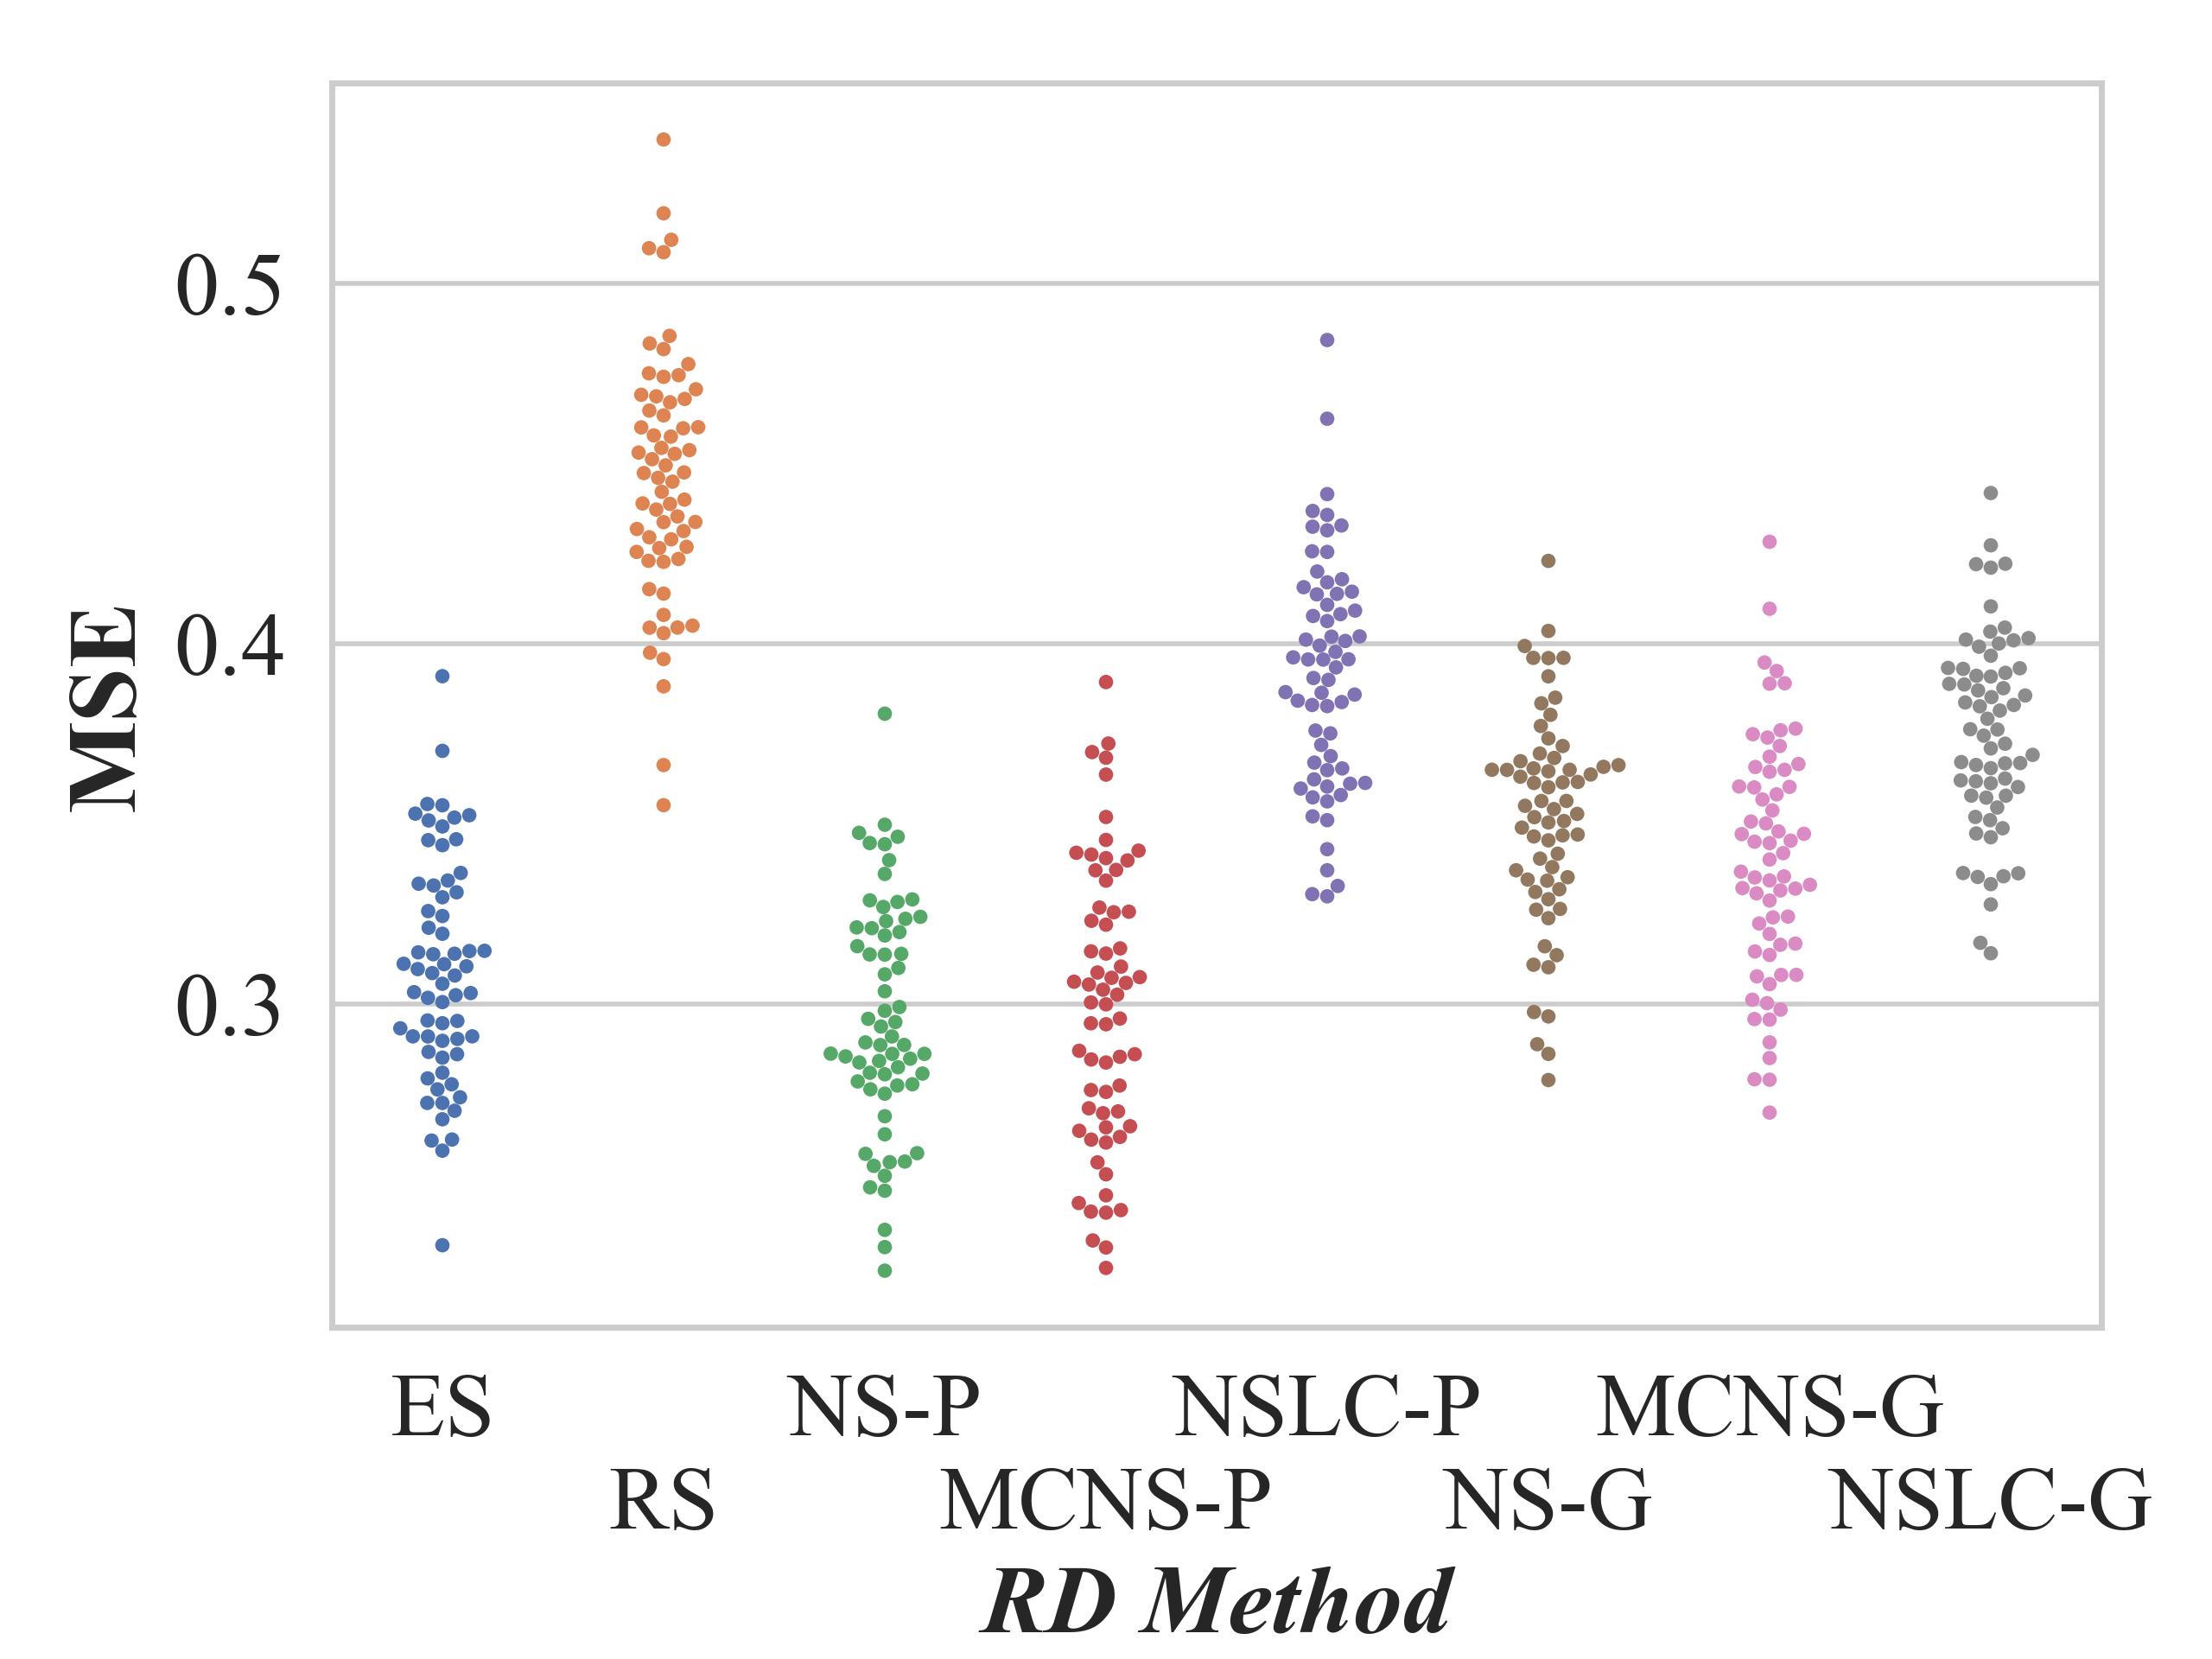 MSE
0.5
0.4
0.3
ES
NS-P
NSLC-P
MCNS-G
RS
MCNS-P
NS-G
NSLC-G
RD Method